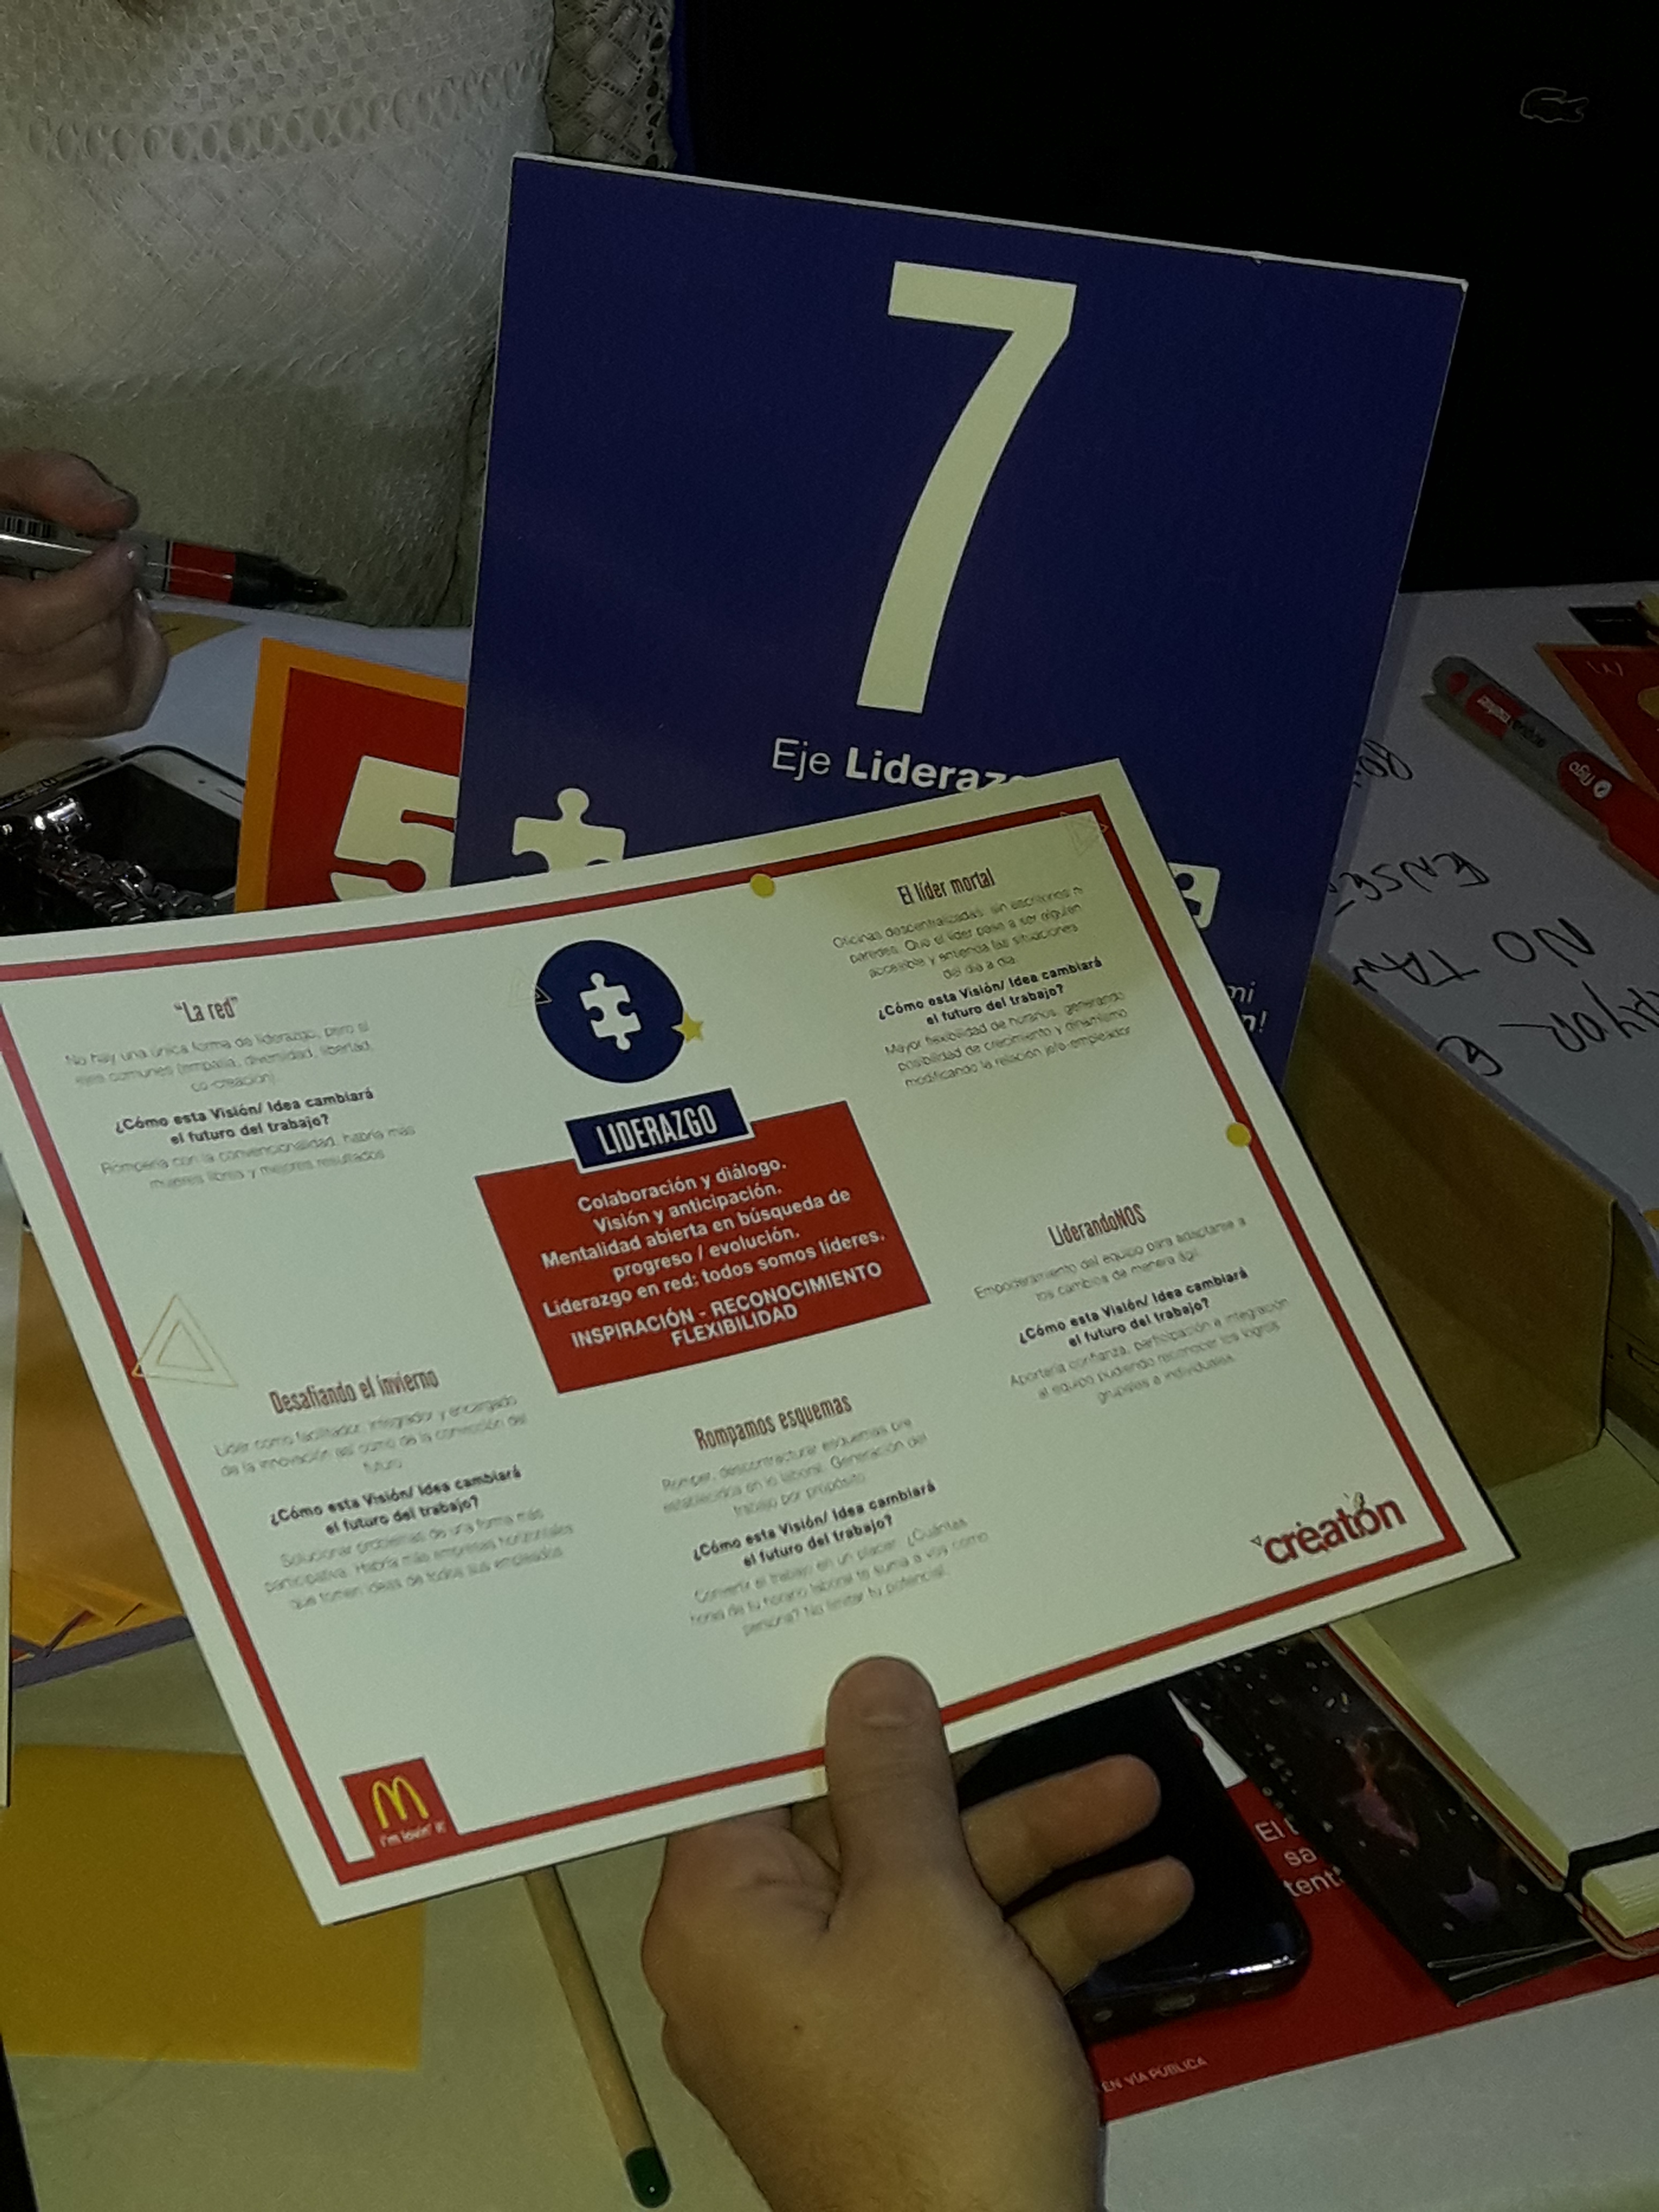 7
Eje Lideraz
5
mi
n!
"La red"
No hay una única forma de liderazgo, pero sí
ejes comunes (empatía, diversidad, libertad,
co-creación).
¿Cómo esta Visión/ Idea cambiará
el futuro del trabajo?
Rompería con la convencionalidad, habría más
mujeres libres y mejores resultados
El líder mortal
Oficinas descentralizadas, sin escritorios ni
paredes. Que el líder pase a ser alguien
accesible y entienda las situaciones
del día a día.
¿Cómo esta Visión/ Idea cambiará
el futuro del trabajo?
Mayor flexibilidad de horarios, generando
posibilidad de crecimiento y dinamismo
modificando la relación jefe-empleador
LIDERAZGO
Colaboración y diálogo.
Visión y anticipación.
Mentalidad abierta en búsqueda de
progreso / evolución.
Liderazgo en red; todos somos líderes.
INSPIRACIÓN - RECONOCIMIENTO
FLEXIBILIDAD
LiderandoNOS
Empoderamiento del equipo para adaptarse a
los cambios de manera ágil.
¿Cómo esta Visión/ Idea cambiará
el futuro del trabajo?
Aportaría confianza, participación e integración
al equipo pudiendo reconocer los logros
grupales e individuales.
Desafiando el invierno
Líder como facilitador, integrador y encargado
de la innovación así como de la conección del
futuro
¿Cómo esta Visión/ Idea cambiará
el futuro del trabajo?
Solucionar problemas de una forma más
participativa. Habría más empresas horizontales
que tomen ideas de todos sus empleados
Rompamos esquemas
Romper, descontracturar esquemas pre
establecidos en lo laboral. Generación del
trabajo por propósito
¿Cómo esta Visión/ Idea cambiará
el futuro del trabajo?
Convertir el trabajo en un placer. ¿Cuántas
horas de tu horario laboral te suma a vos como
persona? No limitar tu potencial.
creatón
M
i'm lovin' it
NO TA
El
sa
EN VÍA PÚBLICA